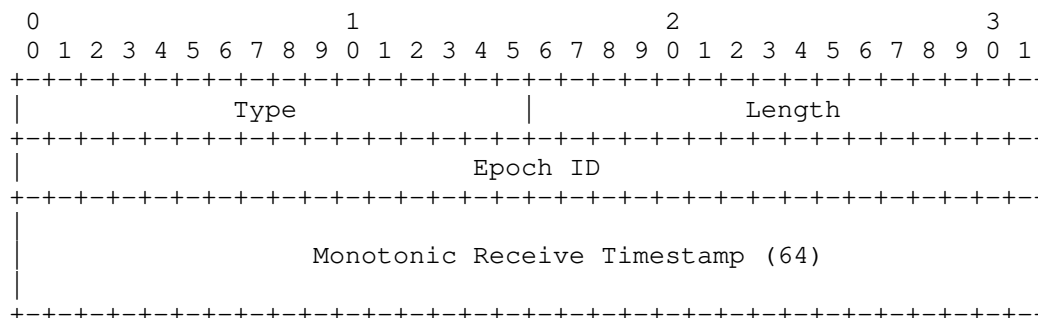 0                   1                   2                   3
 0 1 2 3 4 5 6 7 8 9 0 1 2 3 4 5 6 7 8 9 0 1 2 3 4 5 6 7 8 9 0 1
+-+-+-+-+-+-+-+-+-+-+-+-+-+-+-+-+-+-+-+-+-+-+-+-+-+-+-+-+-+-+-+-
|             Type              |             Length
+-+-+-+-+-+-+-+-+-+-+-+-+-+-+-+-+-+-+-+-+-+-+-+-+-+-+-+-+-+-+-+-
|                            Epoch ID
+-+-+-+-+-+-+-+-+-+-+-+-+-+-+-+-+-+-+-+-+-+-+-+-+-+-+-+-+-+-+-+-
|
|                  Monotonic Receive Timestamp (64)
|
+-+-+-+-+-+-+-+-+-+-+-+-+-+-+-+-+-+-+-+-+-+-+-+-+-+-+-+-+-+-+-+-